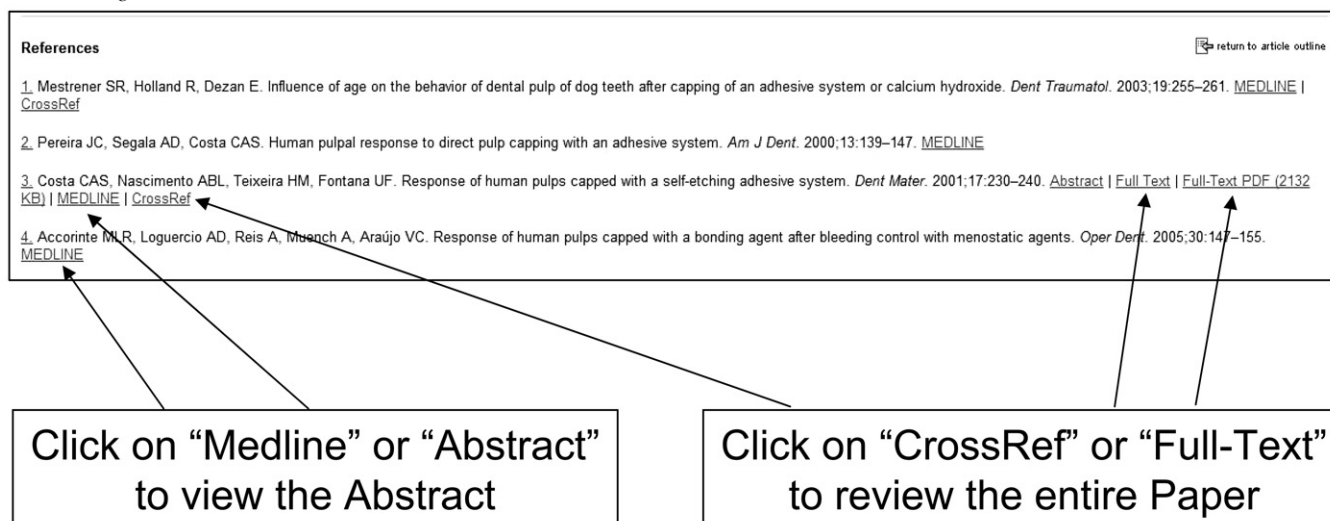 References
return to article outline
1. Mestrener SR, Holland R, Dezan E. Influence of age on the behavior of dental pulp of dog teeth after capping of an adhesive system or calcium hydroxide. Dent Traumatol. 2003;19:255–261. MEDLINE |
CrossRef
2. Pereira JC, Segala AD, Costa CAS. Human pulpal response to direct pulp capping with an adhesive system. Am J Dent. 2000;13:139–147. MEDLINE
3. Costa CAS, Nascimento ABL, Teixeira HM, Fontana UF. Response of human pulps capped with a self-etching adhesive system. Dent Mater. 2001;17:230–240. Abstract | Full Text | Full-Text PDF (2132
KB) | MEDLINE | CrossRef
4. Accorinte MLR, Loguercio AD, Reis A, Muench A, Araújo VC. Response of human pulps capped with a bonding agent after bleeding control with menostatic agents. Oper Dent. 2005;30:147–155.
MEDLINE
Click on “Medline” or “Abstract”
to view the Abstract
Click on “CrossRef” or “Full-Text”
to review the entire Paper